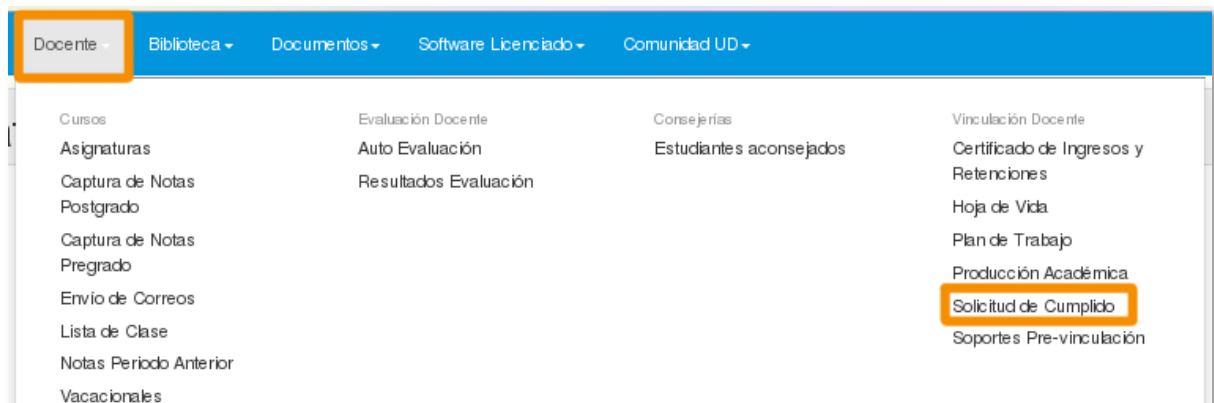 Docente
Biblioteca
Documentos
Software Licenciado
Comunidad UD
Cursos
Asignaturas
Captura de Notas
Postgrado
Captura de Notas
Pregrado
Envío de Correos
Lista de Clase
Notas Periodo Anterior
Vacacionales
Evaluación Docente
Auto Evaluación
Resultados Evaluación
Consejerías
Estudiantes aconsejados
Vinculación Docente
Certificado de Ingresos y
Retenciones
Hoja de Vida
Plan de Trabajo
Producción Académica
Solicitud de Cumplido
Soportes Pre-vinculación